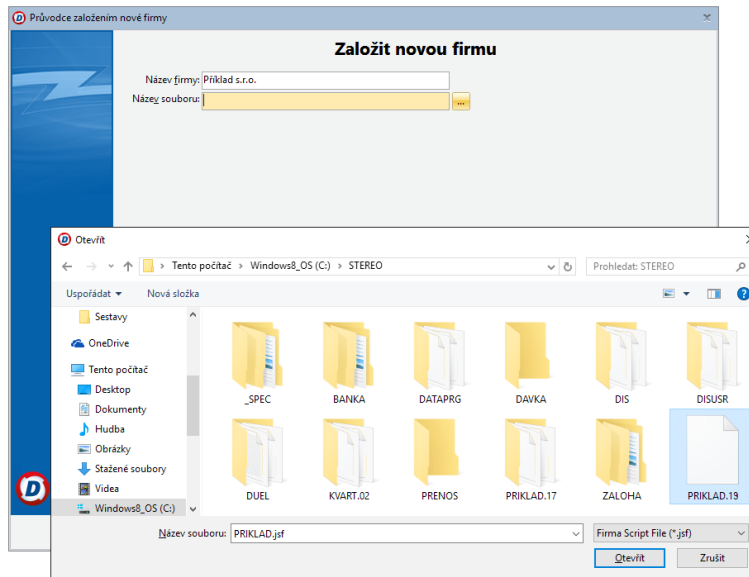 Průvodce založením nové firmy
Založit novou firmu
Název firmy: Příklad s.r.o.
Název souboru:
...
Otevřít
Tento počítač > Windows8_OS (C:) > STEREO
Prohledat: STEREO
Uspořádat
Nová složka
?
Sestavy
OneDrive
Tento počítač
Desktop
Dokumenty
Hudba
Obrázky
Stažené soubory
Videa
Windows8_OS (C:)
_SPEC
BANKA
DATAPRG
DAVKA
DIS
DISUSR
DUEL
KVART.02
PRENOS
PRIKLAD.17
ZALOHA
PRIKLAD.19
Název souboru: PRIKLAD.jsf
Firma Script File (*.jsf)
Otevřít
Zrušit